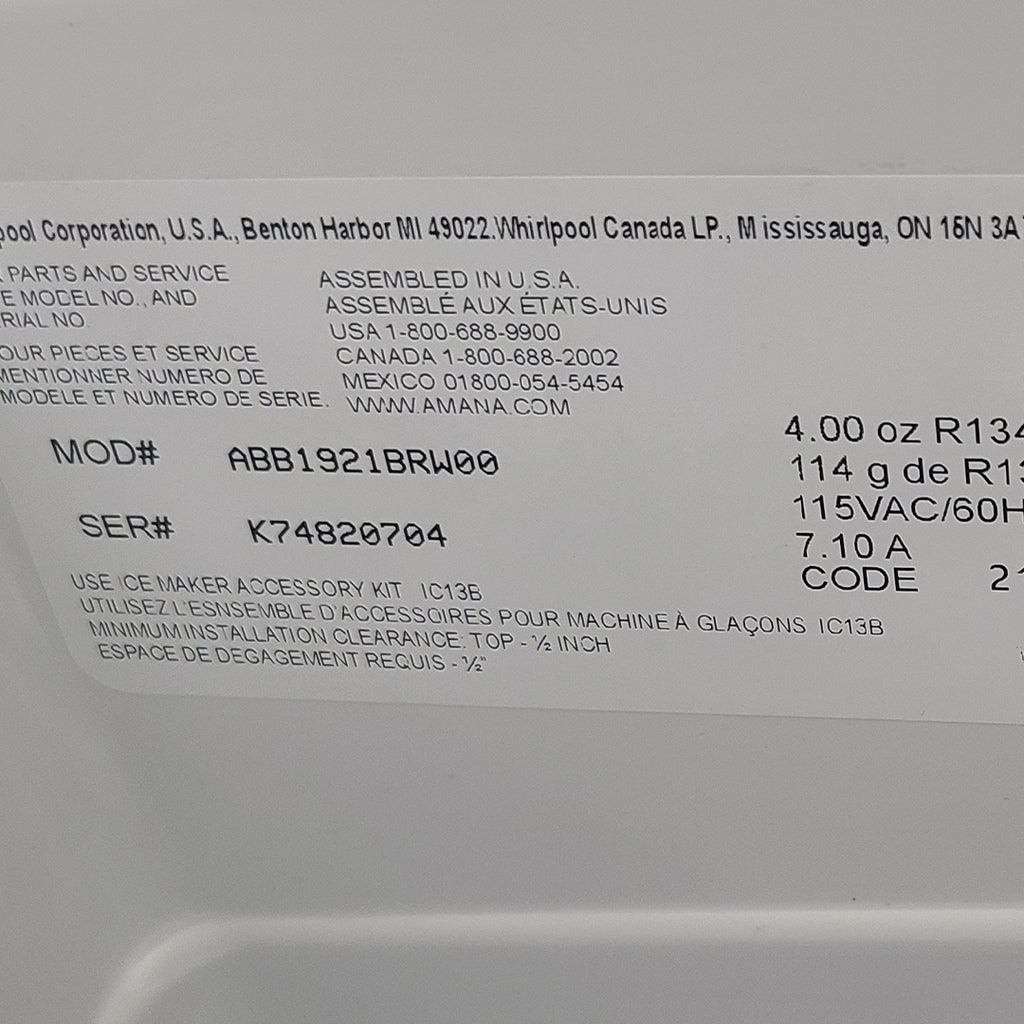 pool Corporation, U.S.A., Benton Harbor MI 49022.Whirlpool Canada LP., M ississauga, ON 15N 3A
PARTS AND SERVICE
E MODEL NO., AND
RIAL NO.
OUR PIECES ET SERVICE
MENTIONNER NUMERO DE
MODELE ET NUMERO DE SERIE.
ASSEMBLED IN U.S.A.
ASSEMBLÉ AUX ÉTATS-UNIS
USA 1-800-688-9900
CANADA 1-800-688-2002
MEXICO 01800-054-5454
WWW.AMANA.COM
MOD# ABB1921BRW00
SER# K74820704
4.00 oz R134
114 g de R13
115VAC/60H
7.10 A
CODE 21
USE ICE MAKER ACCESSORY KIT IC13B
UTILISEZ L'ESNSEMBLE D'ACCESSOIRES POUR MACHINE À GLAÇONS IC13B
MINIMUM INSTALLATION CLEARANCE: TOP - ½ INCH
ESPACE DE DEGAGEMENT REQUIS - ½"